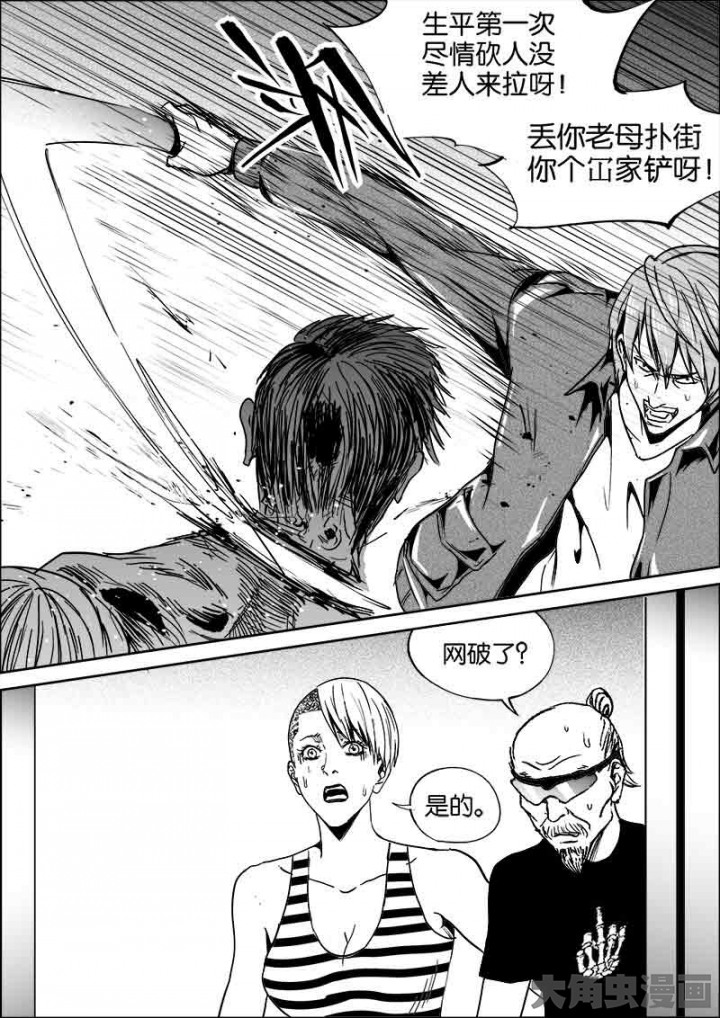 生平第一次
尽情砍人没
差人来拉呀！
丢你老母扑街
你个冚家铲呀！
网破了？
是的。
大角虫漫画